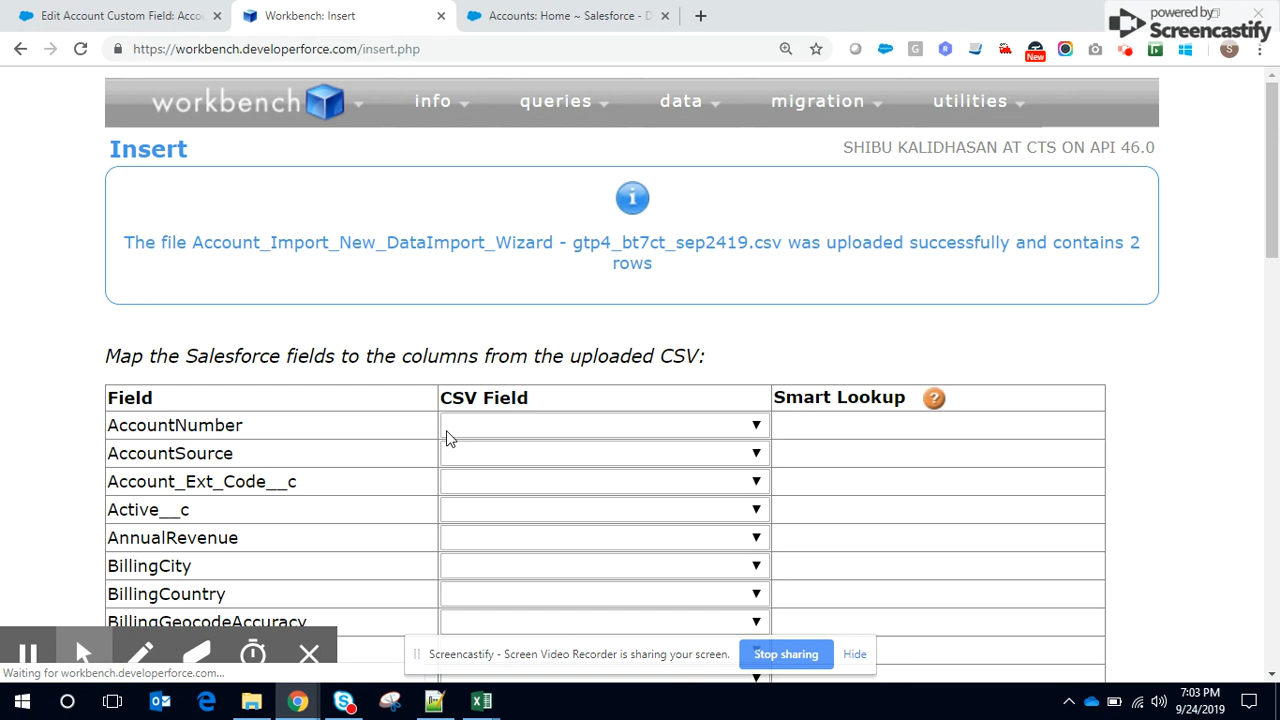 Edit Account Custom Field: Acco
Workbench: Insert
Accounts: Home ~ Salesforce - D
powered by
Screencastify
https://workbench.developerforce.com/insert.php
G
R
New
S
workbench
info
queries
data
migration
utilities
Insert
SHIBU KALIDHASAN AT CTS ON API 46.0
The file Account_Import_New_DataImport_Wizard - gtp4_bt7ct_sep2419.csv was uploaded successfully and contains 2
rows
Map the Salesforce fields to the columns from the uploaded CSV:
Field
CSV Field
Smart Lookup
?
AccountNumber
AccountSource
Account_Ext_Code__c
Active__c
AnnualRevenue
BillingCity
BillingCountry
BillingGeocodeAccuracy
Screencastify - Screen Video Recorder is sharing your screen.
Stop sharing
Hide
Waiting for workbench.developerforce.com...
7:03 PM
9/24/2019